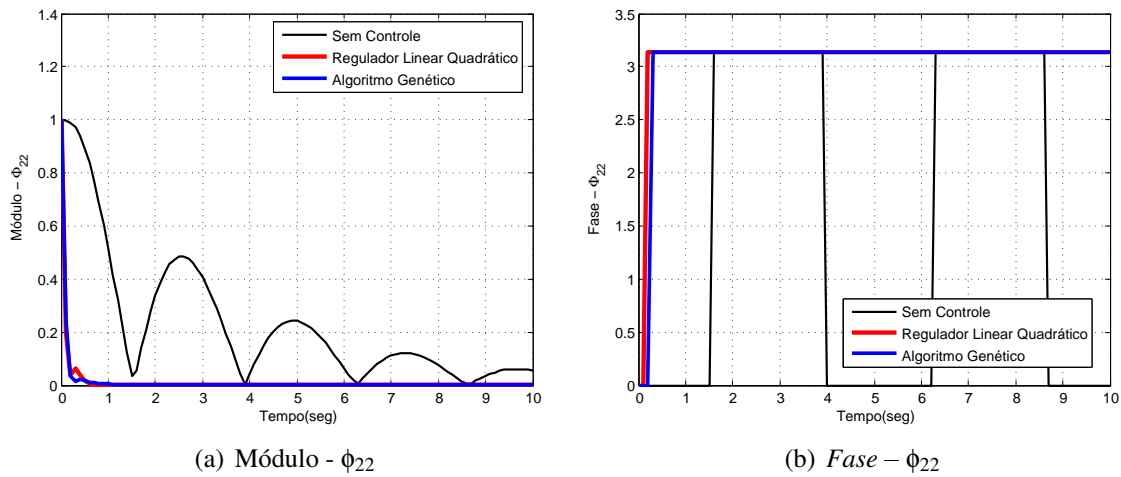 1.4
1.2
1
0.8
0.6
0.4
0.2
0
Módulo − Φ22
0 1 2 3 4 5 6 7 8 9 10
Tempo(seg)
Sem Controle
Regulador Linear Quadrático
Algoritmo Genético
(a) Módulo - ϕ22
3.5
3
2.5
2
1.5
1
0.5
0
Fase − Φ22
0 1 2 3 4 5 6 7 8 9 10
Tempo(seg)
Sem Controle
Regulador Linear Quadrático
Algoritmo Genético
(b) Fase – ϕ22